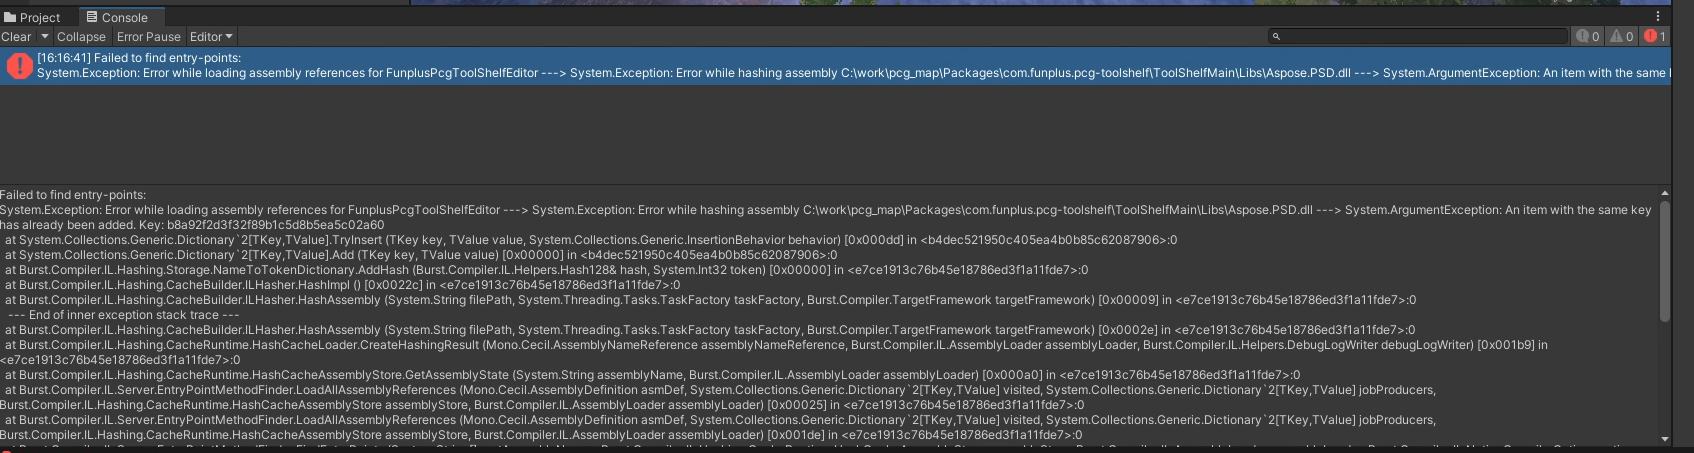 Project
Console
Clear
Collapse
Error Pause
Editor
0
0
1
[16:16:41] Failed to find entry-points:
System.Exception: Error while loading assembly references for FunplusPcgToolShelfEditor ---> System.Exception: Error while hashing assembly C:\work\pcg_map\Packages\com.funplus.pcg-toolshelf\ToolShelfMain\Libs\Aspose.PSD.dll ---> System.ArgumentException: An item with the same
Failed to find entry-points:
System.Exception: Error while loading assembly references for FunplusPcgToolShelfEditor ---> System.Exception: Error while hashing assembly C:\work\pcg_map\Packages\com.funplus.pcg-toolshelf\ToolShelfMain\Libs\Aspose.PSD.dll ---> System.ArgumentException: An item with the same key
has already been added. Key: b8a92f2d3f32f89b1c5d8b5ea5c02a60
at System.Collections.Generic.Dictionary`2[TKey,TValue].TryInsert (TKey key, TValue value, System.Collections.Generic.InsertionBehavior behavior) [0x000dd] in <b4dec521950c405ea4b0b85c62087906>:0
at System.Collections.Generic.Dictionary`2[TKey,TValue].Add (TKey key, TValue value) [0x00000] in <b4dec521950c405ea4b0b85c62087906>:0
at Burst.Compiler.IL.Hashing.Storage.NameToTokenDictionary.AddHash (Burst.Compiler.IL.Helpers.Hash128& hash, System.Int32 token) [0x00000] in <e7ce1913c76b45e18786ed3f1a11fde7>:0
at Burst.Compiler.IL.Hashing.CacheBuilder.ILHasher.HashImpl () [0x0022c] in <e7ce1913c76b45e18786ed3f1a11fde7>:0
at Burst.Compiler.IL.Hashing.CacheBuilder.ILHasher.HashAssembly (System.String filePath, System.Threading.Tasks.TaskFactory taskFactory, Burst.Compiler.TargetFramework targetFramework) [0x00009] in <e7ce1913c76b45e18786ed3f1a11fde7>:0
--- End of inner exception stack trace ---
at Burst.Compiler.IL.Hashing.CacheBuilder.ILHasher.HashAssembly (System.String filePath, System.Threading.Tasks.TaskFactory taskFactory, Burst.Compiler.TargetFramework targetFramework) [0x0002e] in <e7ce1913c76b45e18786ed3f1a11fde7>:0
at Burst.Compiler.IL.Hashing.CacheRuntime.HashCacheLoader.CreateHashingResult (Mono.Cecil.AssemblyNameReference assemblyNameReference, Burst.Compiler.IL.AssemblyLoader assemblyLoader, Burst.Compiler.IL.Helpers.DebugLogWriter debugLogWriter) [0x001b9] in
<e7ce1913c76b45e18786ed3f1a11fde7>:0
at Burst.Compiler.IL.Hashing.CacheRuntime.HashCacheAssemblyStore.GetAssemblyState (System.String assemblyName, Burst.Compiler.IL.AssemblyLoader assemblyLoader) [0x000a0] in <e7ce1913c76b45e18786ed3f1a11fde7>:0
at Burst.Compiler.IL.Server.EntryPointMethodFinder.LoadAllAssemblyReferences (Mono.Cecil.AssemblyDefinition asmDef, System.Collections.Generic.Dictionary`2[TKey,TValue] visited, System.Collections.Generic.Dictionary`2[TKey,TValue] jobProducers,
Burst.Compiler.IL.Hashing.CacheRuntime.HashCacheAssemblyStore assemblyStore, Burst.Compiler.IL.AssemblyLoader assemblyLoader) [0x00025] in <e7ce1913c76b45e18786ed3f1a11fde7>:0
at Burst.Compiler.IL.Server.EntryPointMethodFinder.LoadAllAssemblyReferences (Mono.Cecil.AssemblyDefinition asmDef, System.Collections.Generic.Dictionary`2[TKey,TValue] visited, System.Collections.Generic.Dictionary`2[TKey,TValue] jobProducers,
Burst.Compiler.IL.Hashing.CacheRuntime.HashCacheAssemblyStore assemblyStore, Burst.Compiler.IL.AssemblyLoader assemblyLoader) [0x001de] in <e7ce1913c76b45e18786ed3f1a11fde7>:0